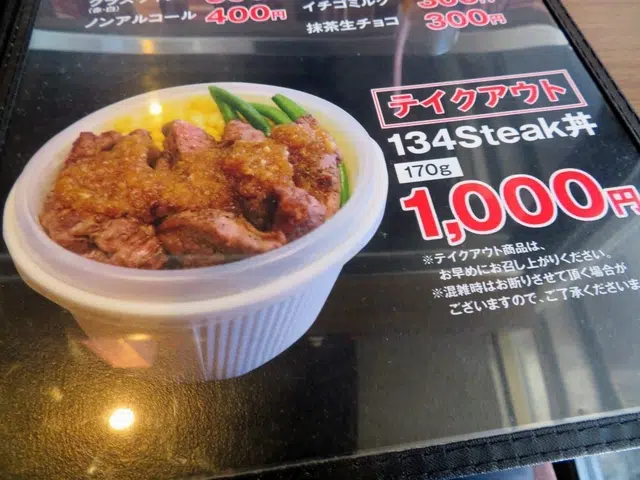 ノンアルコール 400円
イチゴミルク
抹茶生チョコ 300円
テイクアウト
134Steak丼
170g
1,000円
※テイクアウト商品は、
お早めにお召し上がりください。
※混雑時はお断りさせて頂く場合が
ございますので、ご了承くださいま